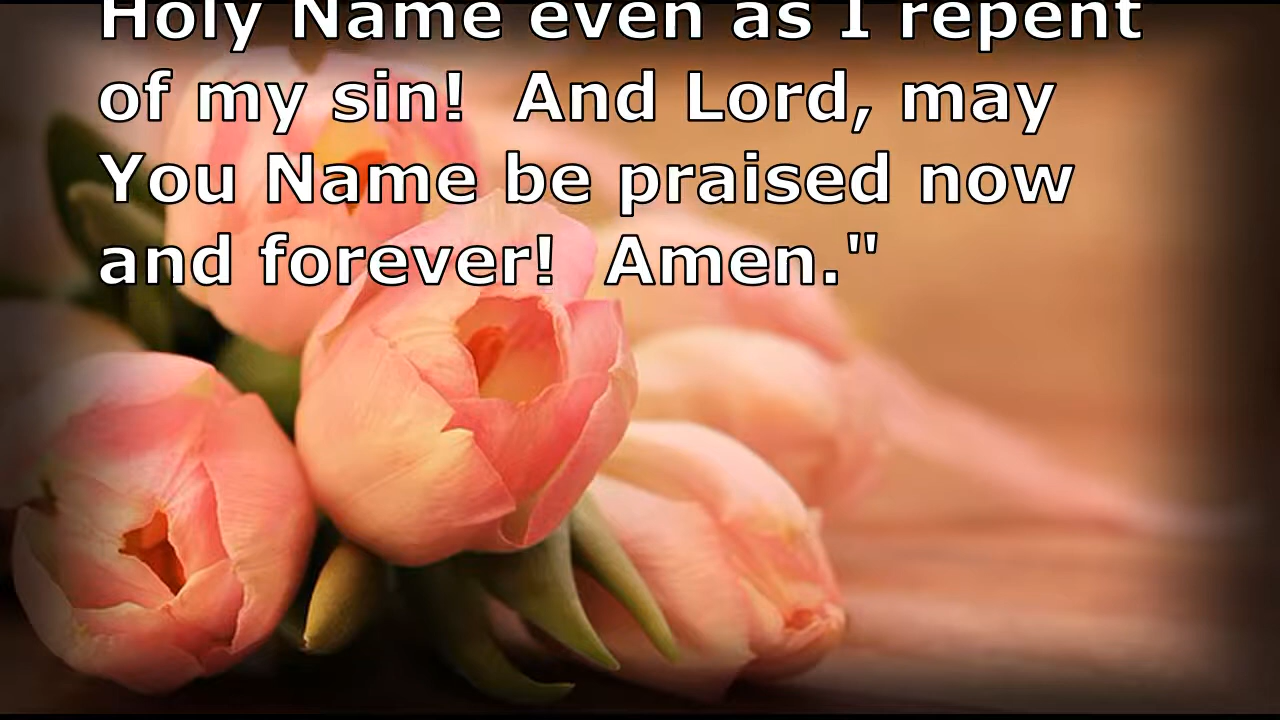 Holy Name even as I repent
of my sin!  And Lord, may
You Name be praised now
and forever!  Amen."